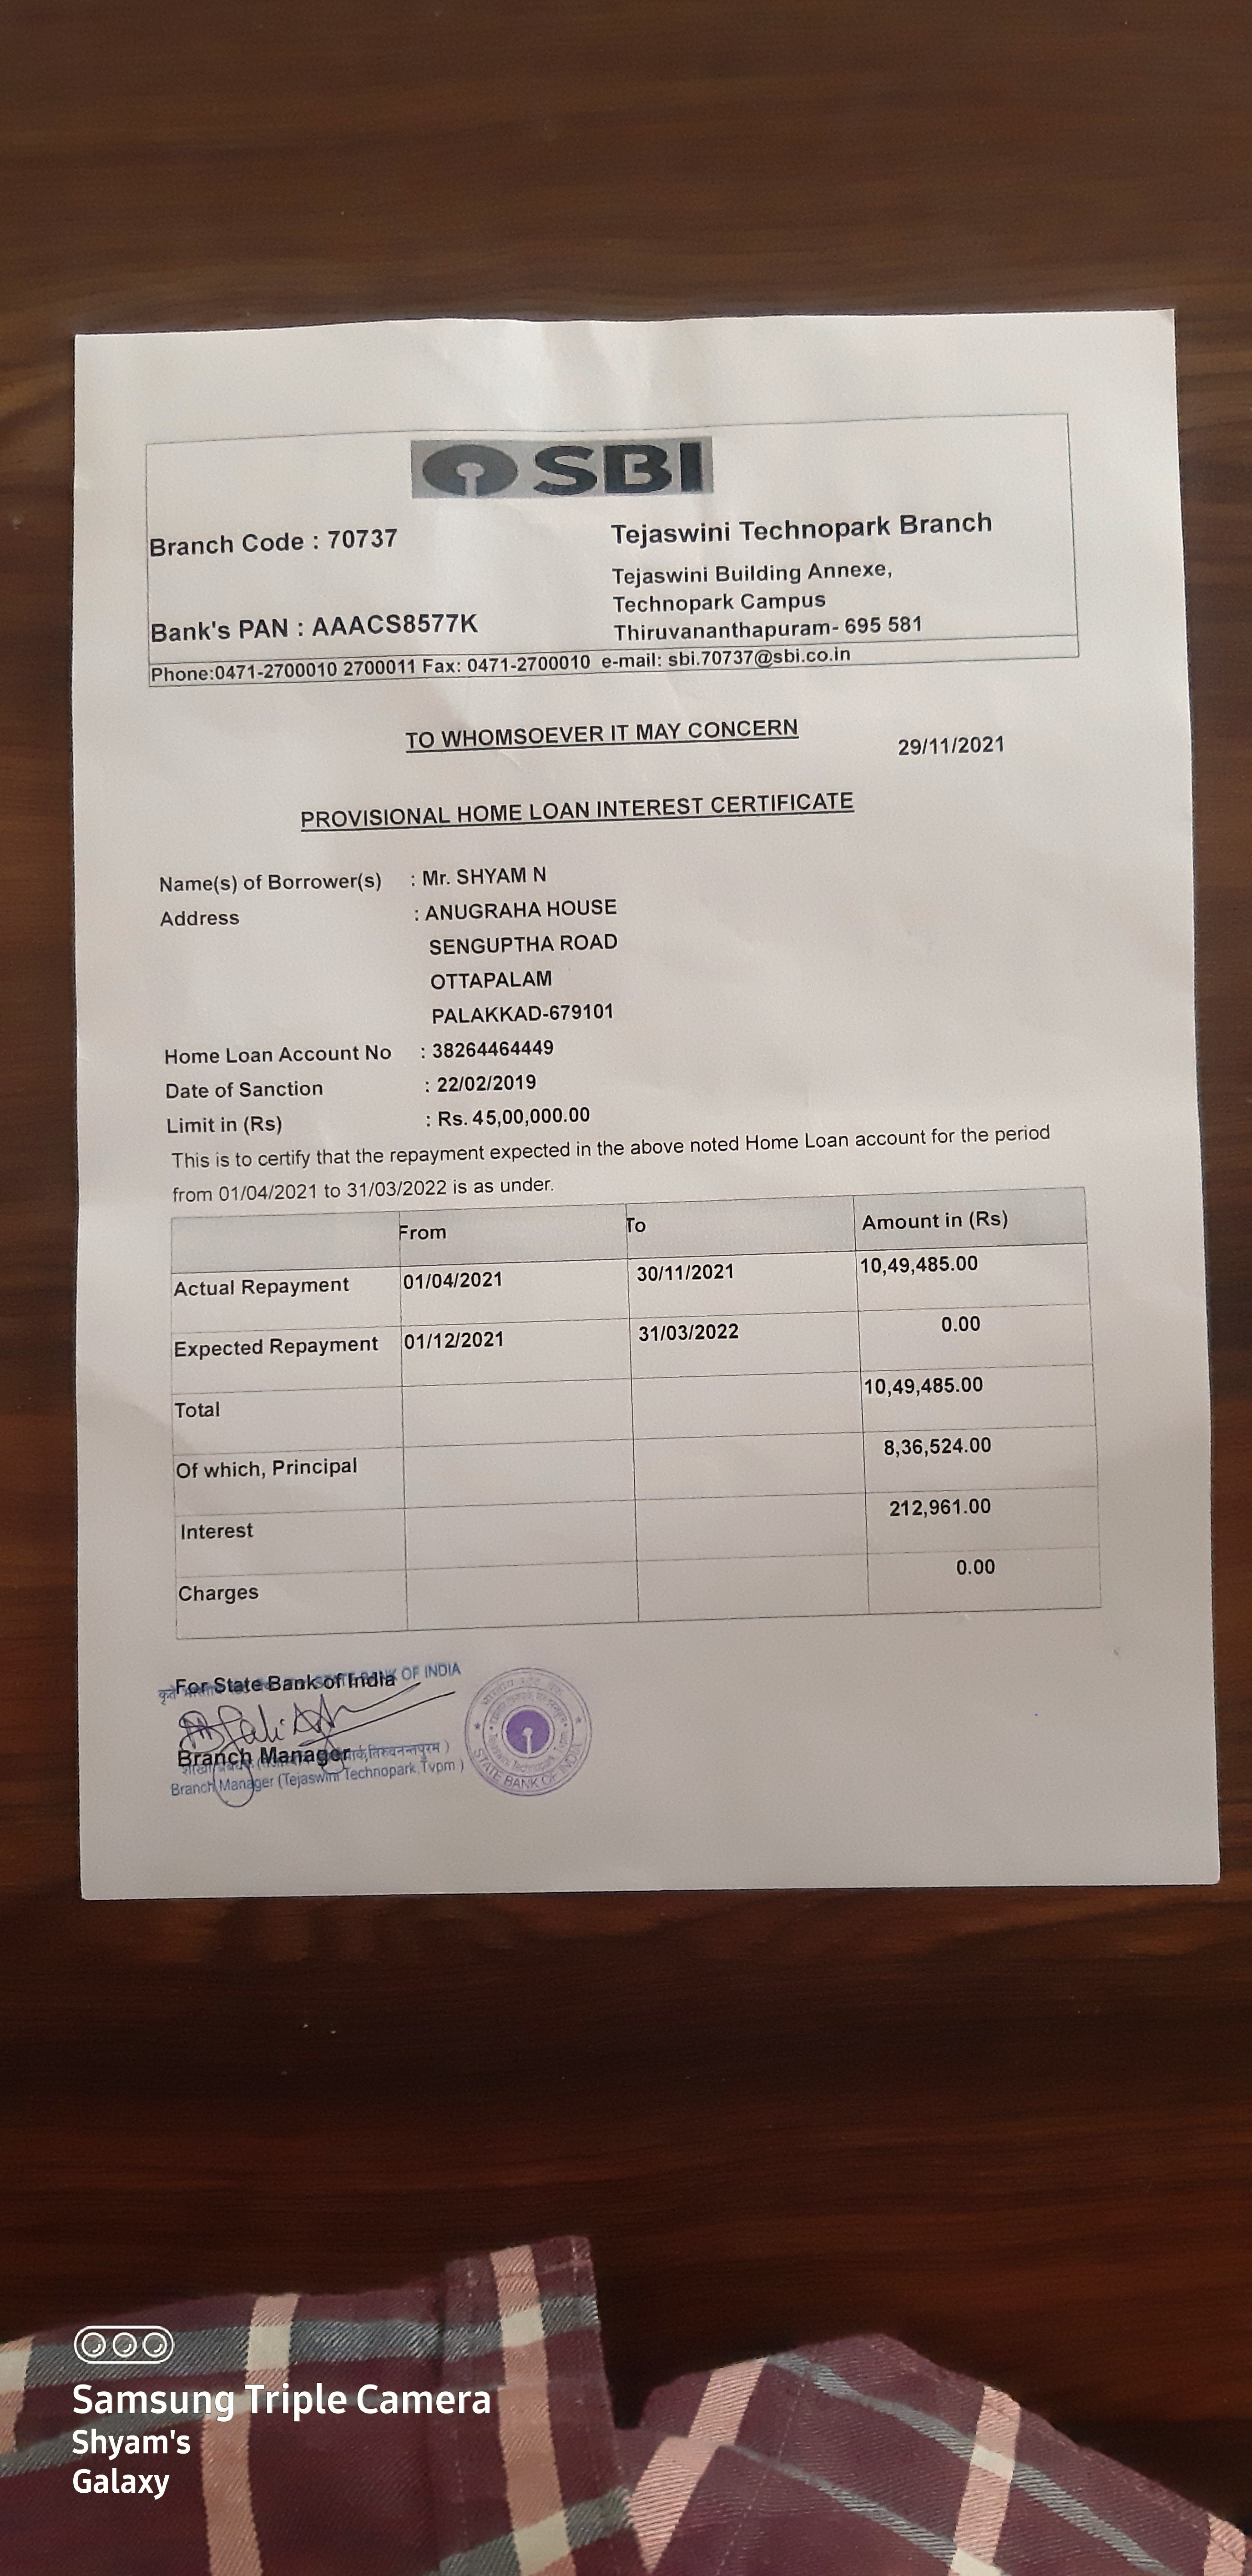 SBI
Branch Code : 70737
Tejaswini Technopark Branch
Tejaswini Building Annexe,
Technopark Campus
Bank's PAN : AAACS8577K
Thiruvananthapuram- 695 581
Phone:0471-2700010 2700011 Fax: 0471-2700010 e-mail: sbi.70737@sbi.co.in
TO WHOMSOEVER IT MAY CONCERN
29/11/2021
PROVISIONAL HOME LOAN INTEREST CERTIFICATE
Name(s) of Borrower(s) : Mr. SHYAM N
Address : ANUGRAHA HOUSE
SENGUPTHA ROAD
OTTAPALAM
PALAKKAD-679101
Home Loan Account No : 38264464449
Date of Sanction : 22/02/2019
Limit in (Rs) : Rs. 45,00,000.00
This is to certify that the repayment expected in the above noted Home Loan account for the period
from 01/04/2021 to 31/03/2022 is as under.
From To Amount in (Rs)
Actual Repayment 01/04/2021 30/11/2021 10,49,485.00
Expected Repayment 01/12/2021 31/03/2022 0.00
Total 10,49,485.00
Of which, Principal 8,36,524.00
Interest 212,961.00
Charges 0.00
For State Bank of India
STATE BANK OF INDIA
Branch Manager
Branch Manager (Tejaswini Technopark, Tvpm )
STATE BANK OF INDIA
Samsung Triple Camera
Shyam's
Galaxy